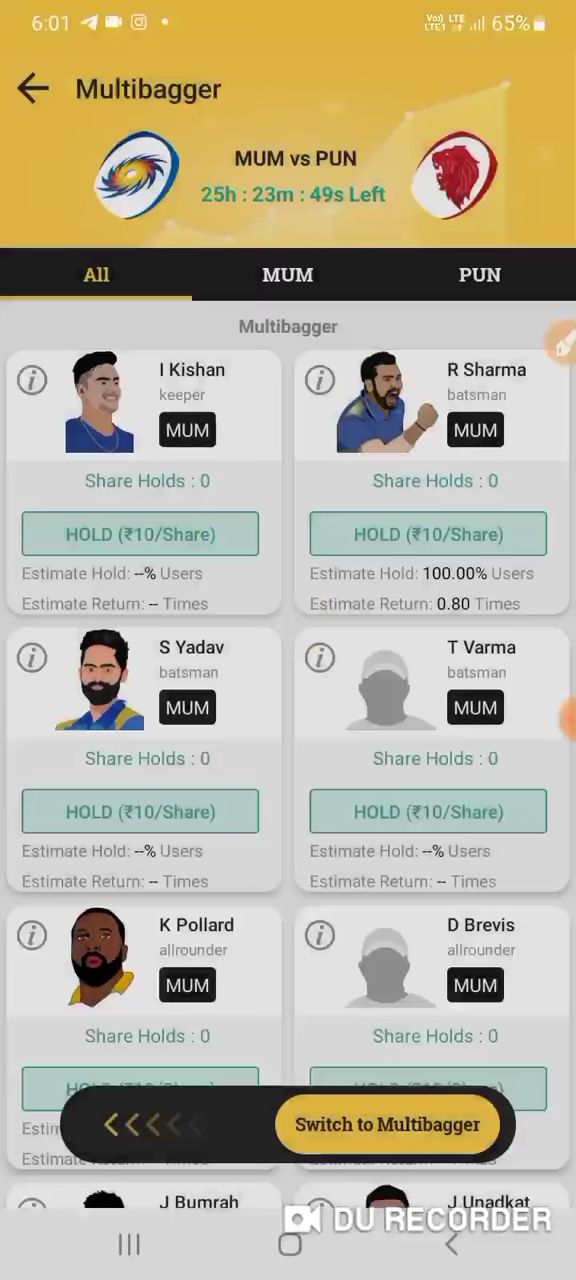 6:01
Vo) LTE
LTE1
65%
Multibagger
MUM vs PUN
25h : 23m : 49s Left
All MUM PUN
Multibagger
I Kishan
keeper
MUM
Share Holds : 0
HOLD (₹10/Share)
Estimate Hold: --% Users
Estimate Return: -- Times
R Sharma
batsman
MUM
Share Holds : 0
HOLD (₹10/Share)
Estimate Hold: 100.00% Users
Estimate Return: 0.80 Times
S Yadav
batsman
MUM
Share Holds : 0
HOLD (₹10/Share)
Estimate Hold: --% Users
Estimate Return: -- Times
T Varma
batsman
MUM
Share Holds : 0
HOLD (₹10/Share)
Estimate Hold: --% Users
Estimate Return: -- Times
K Pollard
allrounder
MUM
Share Holds : 0
D Brevis
allrounder
MUM
Share Holds : 0
Switch to Multibagger
J Bumrah
J Unadkat
DU RECORDER